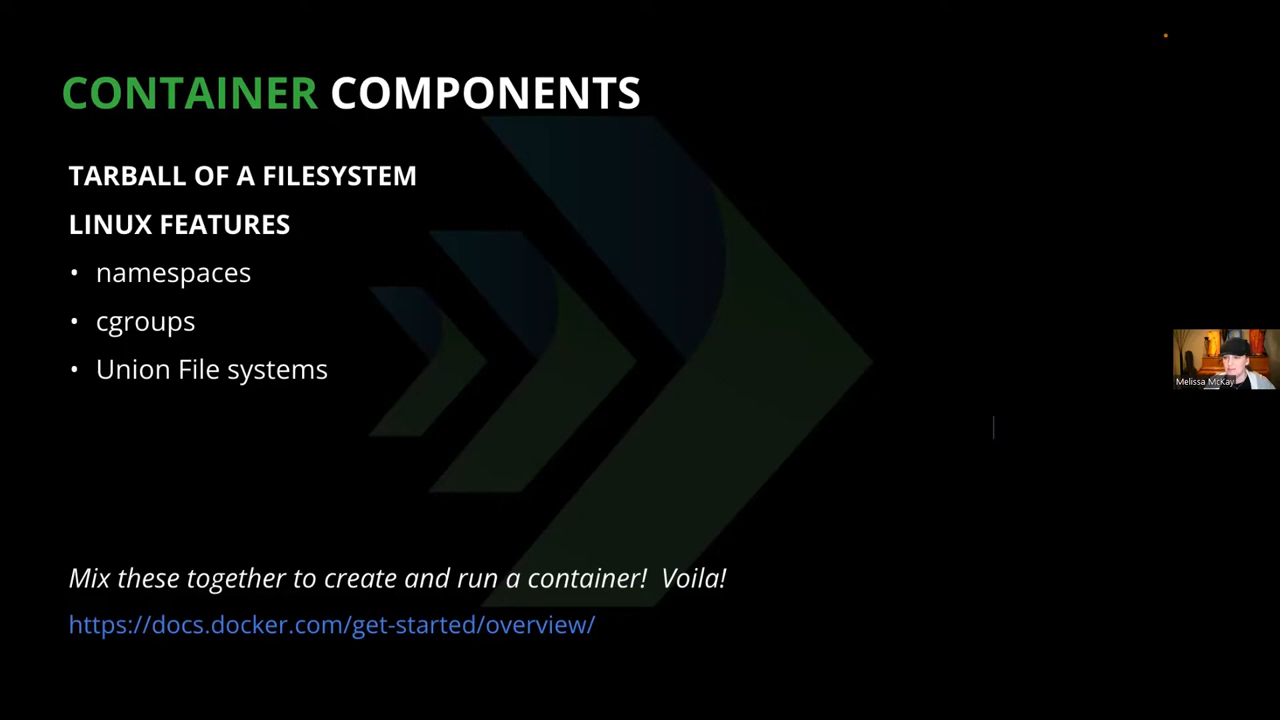 CONTAINER COMPONENTS
TARBALL OF A FILESYSTEM
LINUX FEATURES
• namespaces
• cgroups
• Union File systems
Melissa McKay
Mix these together to create and run a container! Voila!
https://docs.docker.com/get-started/overview/